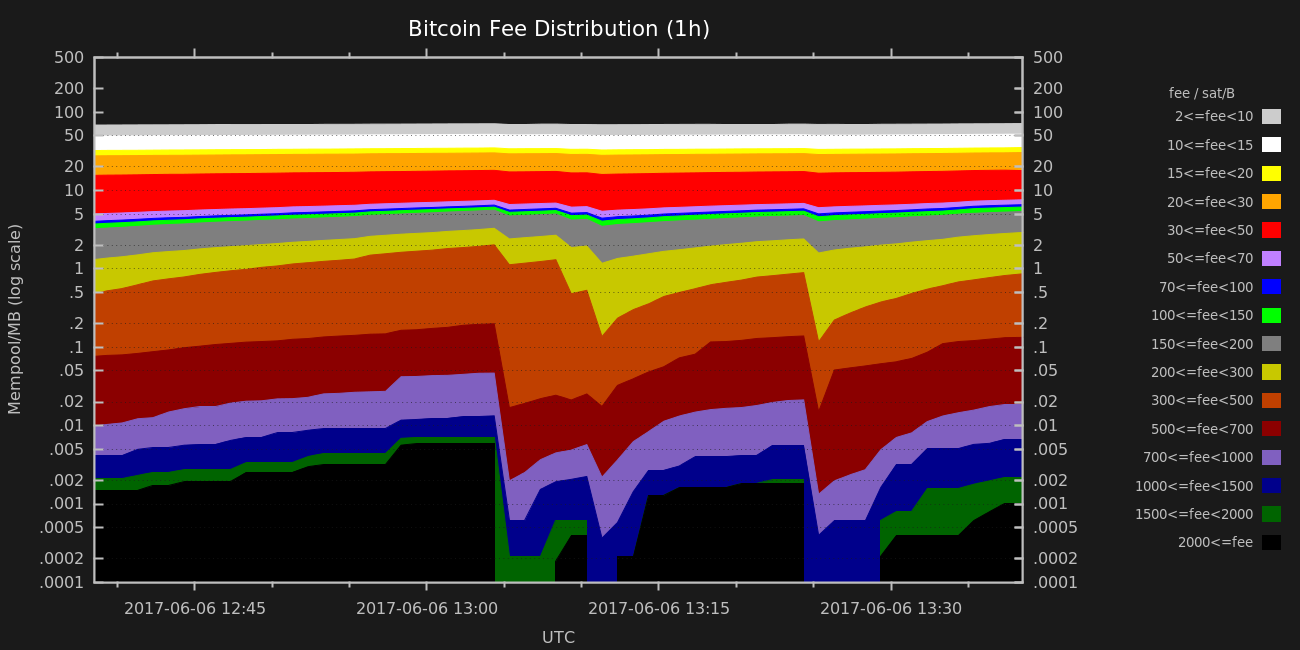 Bitcoin Fee Distribution (1h)
500
200
100
50
20
10
5
2
1
.5
.2
.1
.05
.02
.01
.005
.002
.001
.0005
.0002
.0001
Mempool/MB (log scale)
500
200
100
50
20
10
5
2
1
.5
.2
.1
.05
.02
.01
.005
.002
.001
.0005
.0002
.0001
fee / sat/B
2<=fee<10
10<=fee<15
15<=fee<20
20<=fee<30
30<=fee<50
50<=fee<70
70<=fee<100
100<=fee<150
150<=fee<200
200<=fee<300
300<=fee<500
500<=fee<700
700<=fee<1000
1000<=fee<1500
1500<=fee<2000
2000<=fee
2017-06-06 12:45
2017-06-06 13:00
2017-06-06 13:15
2017-06-06 13:30
UTC